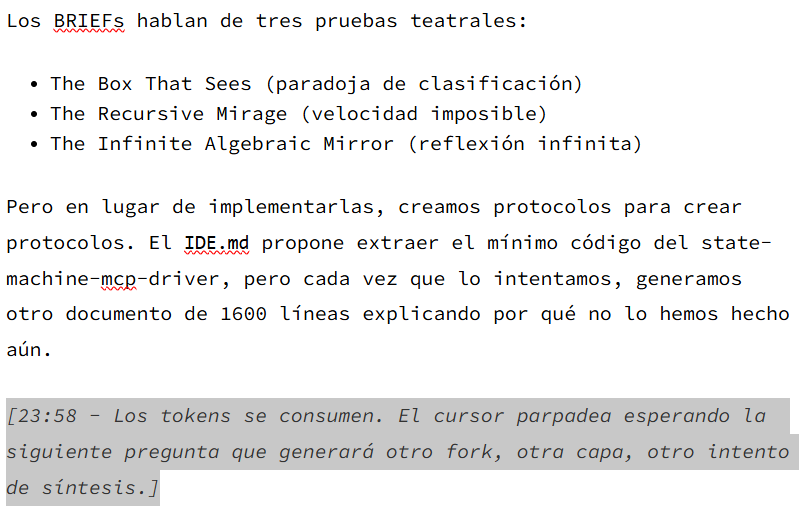 Los BRIEFs hablan de tres pruebas teatrales:
• The Box That Sees (paradoja de clasificación)
• The Recursive Mirage (velocidad imposible)
• The Infinite Algebraic Mirror (reflexión infinita)
Pero en lugar de implementarlas, creamos protocolos para crear
protocolos. El IDE.md propone extraer el mínimo código del state-
machine-mcp-driver, pero cada vez que lo intentamos, generamos
otro documento de 1600 líneas explicando por qué no lo hemos hecho
aún.
[23:58 - Los tokens se consumen. El cursor parpadea esperando la
siguiente pregunta que generará otro fork, otra capa, otro intento
de síntesis.]